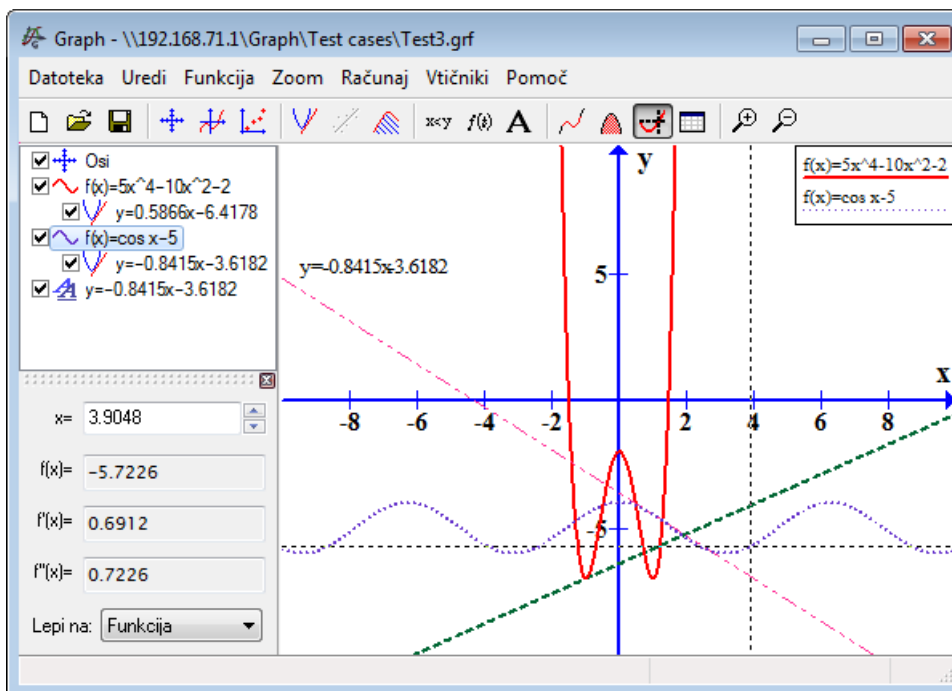 Graph - \\192.168.71.1\Graph\Test cases\Test3.grf
Datoteka Uredi Funkcija Zoom Računaj Vtičniki Pomoč
x<y f(t) A
Osi
f(x)=5x^4-10x^2-2
y=0.5866x-6.4178
f(x)=cos x-5
y=-0.8415x-3.6182
y=-0.8415x-3.6182
x= 3.9048
f(x)= -5.7226
f'(x)= 0.6912
f''(x)= 0.7226
Lepi na: Funkcija
y
f(x)=5x^4-10x^2-2
f(x)=cos x-5
y=-0.8415x-3.6182
5
x
-8 -6 -4 -2 2 4 6 8
-5